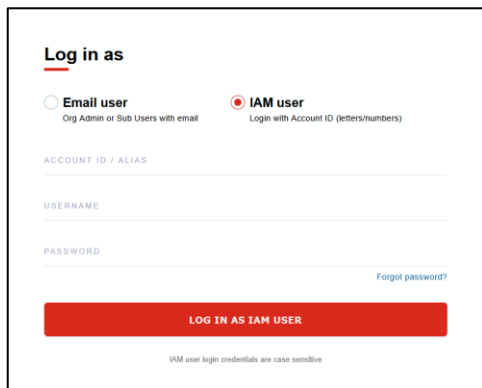 Log in as
Email user
Org Admin or Sub Users with email
IAM user
Login with Account ID (letters/numbers)
ACCOUNT ID / ALIAS
USERNAME
PASSWORD
Forgot password?
LOG IN AS IAM USER
IAM user login credentials are case sensitive